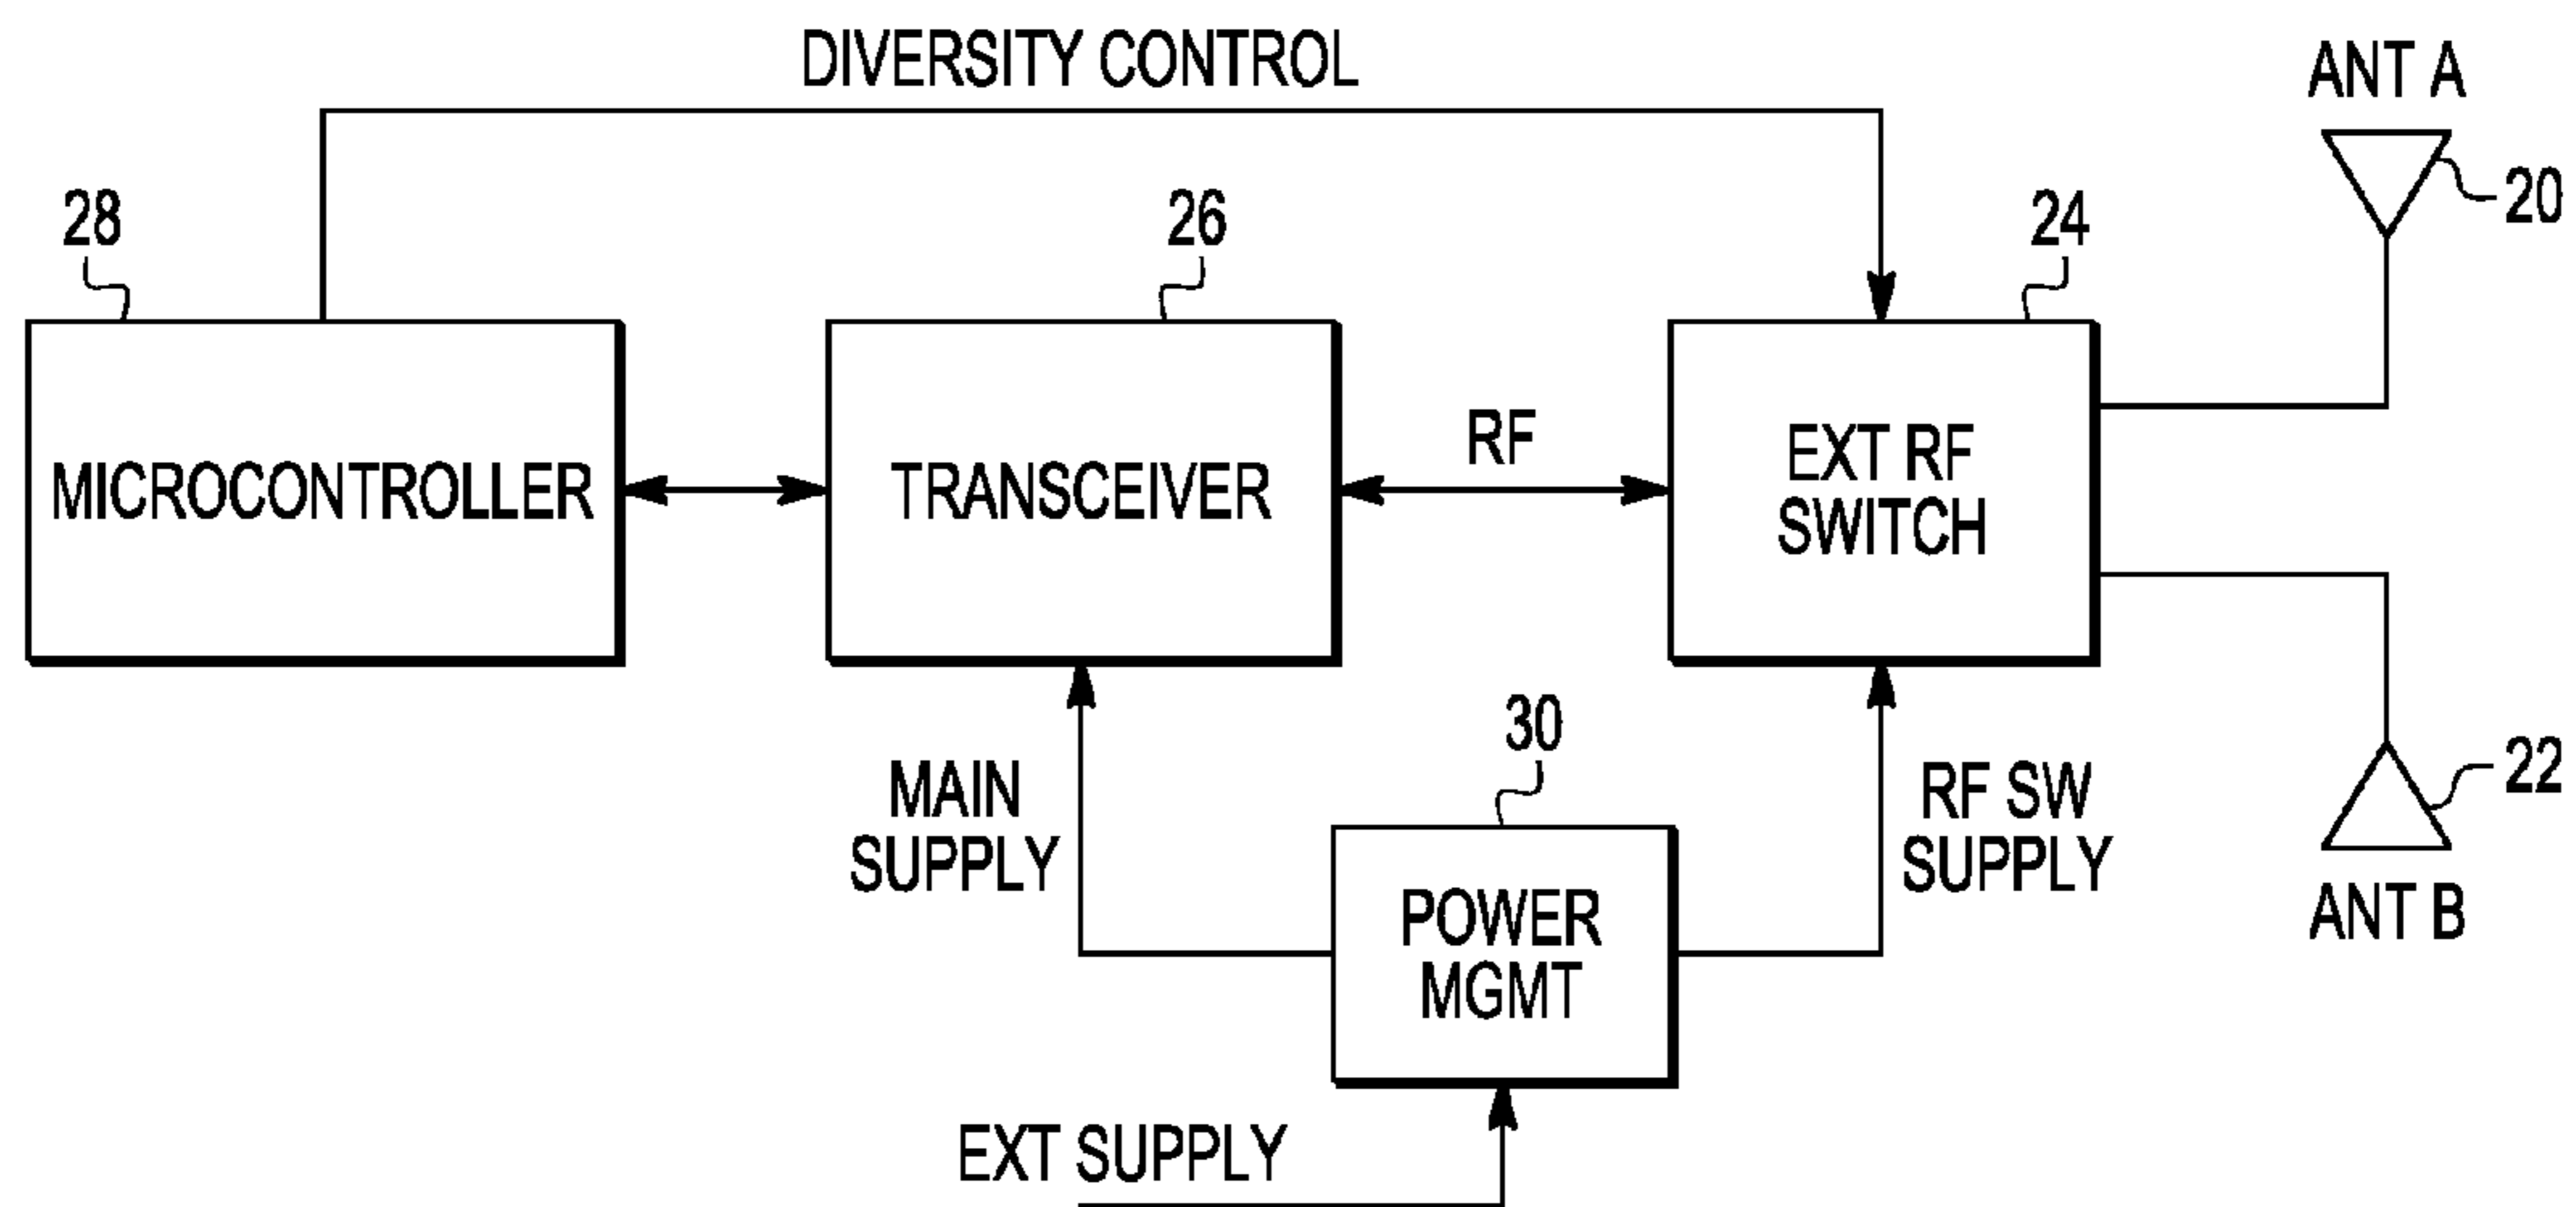 DIVERSITY CONTROL
ANT A
20
28
26
24
MICROCONTROLLER
TRANSCEIVER
RF
EXT RF
SWITCH
30
MAIN
SUPPLY
RF SW
SUPPLY
22
POWER
MGMT
ANT B
EXT SUPPLY